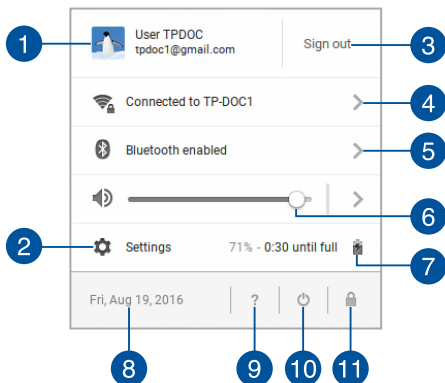 1
User TPDOC
tpdoc1@gmail.com
Sign out
3
Connected to TP-DOC1
4
Bluetooth enabled
5
6
2
Settings
71% - 0:30 until full
7
Fri, Aug 19, 2016
?
8
9
10
11